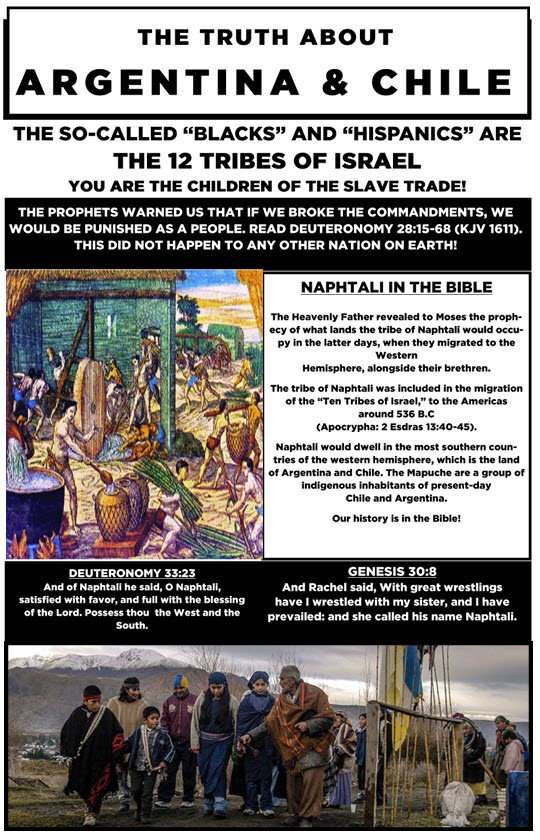 THE TRUTH ABOUT
ARGENTINA & CHILE
THE SO-CALLED “BLACKS” AND “HISPANICS” ARE
THE 12 TRIBES OF ISRAEL
YOU ARE THE CHILDREN OF THE SLAVE TRADE!
THE PROPHETS WARNED US THAT IF WE BROKE THE COMMANDMENTS, WE
WOULD BE PUNISHED AS A PEOPLE. READ DEUTERONOMY 28:15-68 (KJV 1611).
THIS DID NOT HAPPEN TO ANY OTHER NATION ON EARTH!
NAPHTALI IN THE BIBLE
The Heavenly Father revealed to Moses the proph-
ecy of what lands the tribe of Naphtali would occu-
py in the latter days, when they migrated to the
Western
Hemisphere, alongside their brethren.
The tribe of Naphtali was included in the migration
of the “Ten Tribes of Israel,” to the Americas
around 536 B.C
(Apocrypha: 2 Esdras 13:40-45).
Naphtali would dwell in the most southern coun-
tries of the western hemisphere, which is the land
of Argentina and Chile. The Mapuche are a group of
indigenous inhabitants of present-day
Chile and Argentina.
Our history is in the Bible!
DEUTERONOMY 33:23
And of Naphtali he said, O Naphtali,
satisfied with favor, and full with the blessing
of the Lord. Possess thou the West and the
South.
GENESIS 30:8
And Rachel said, With great wrestlings
have I wrestled with my sister, and I have
prevailed: and she called his name Naphtali.